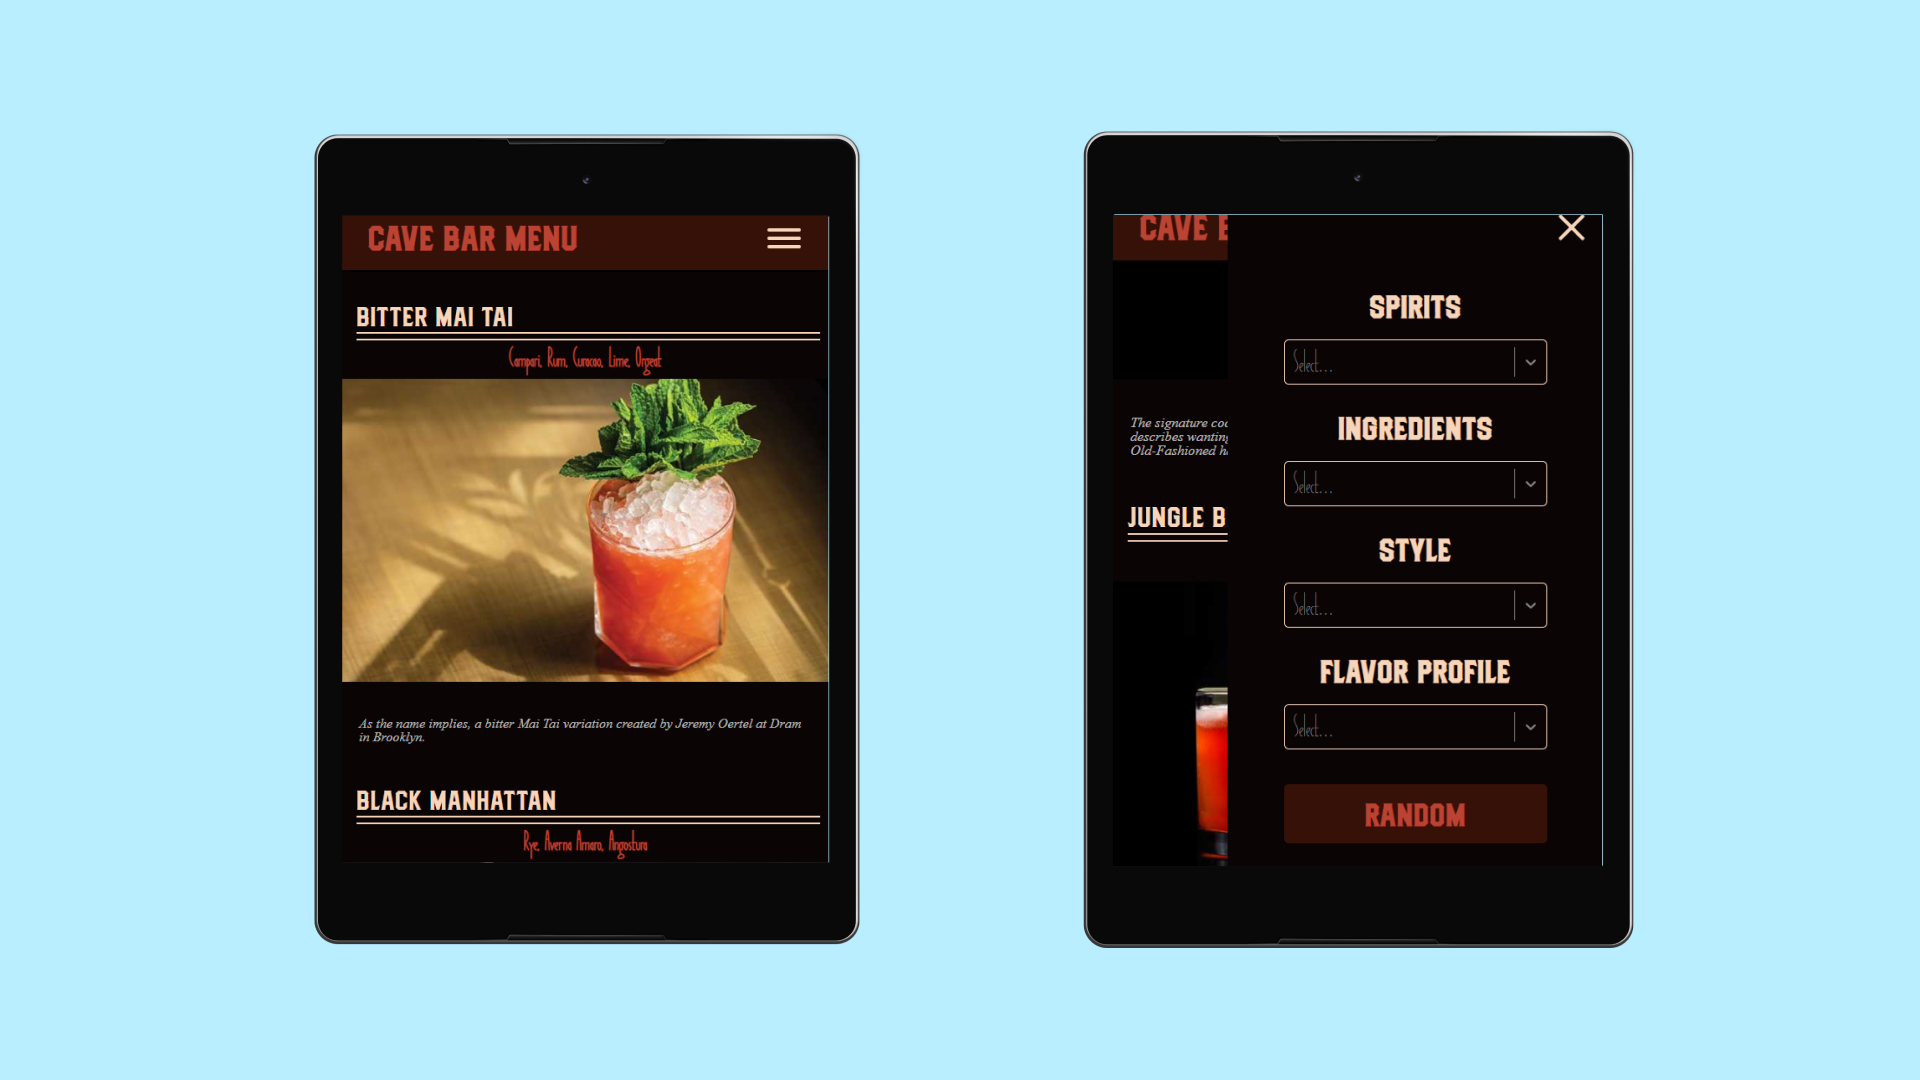 CAVE BAR MENU
BITTER MAI TAI
Campari, Rum, Curacao, Lime, Orgeat
As the name implies, a bitter Mai Tai variation created by Jeremy Oertel at Dram
in Brooklyn.
BLACK MANHATTAN
Rye, Averna Amaro, Angostura
CAVE B
The signature coc
describes wanting
Old-Fashioned h
JUNGLE B
SPIRITS
Select...
INGREDIENTS
Select...
STYLE
Select...
FLAVOR PROFILE
Select...
RANDOM